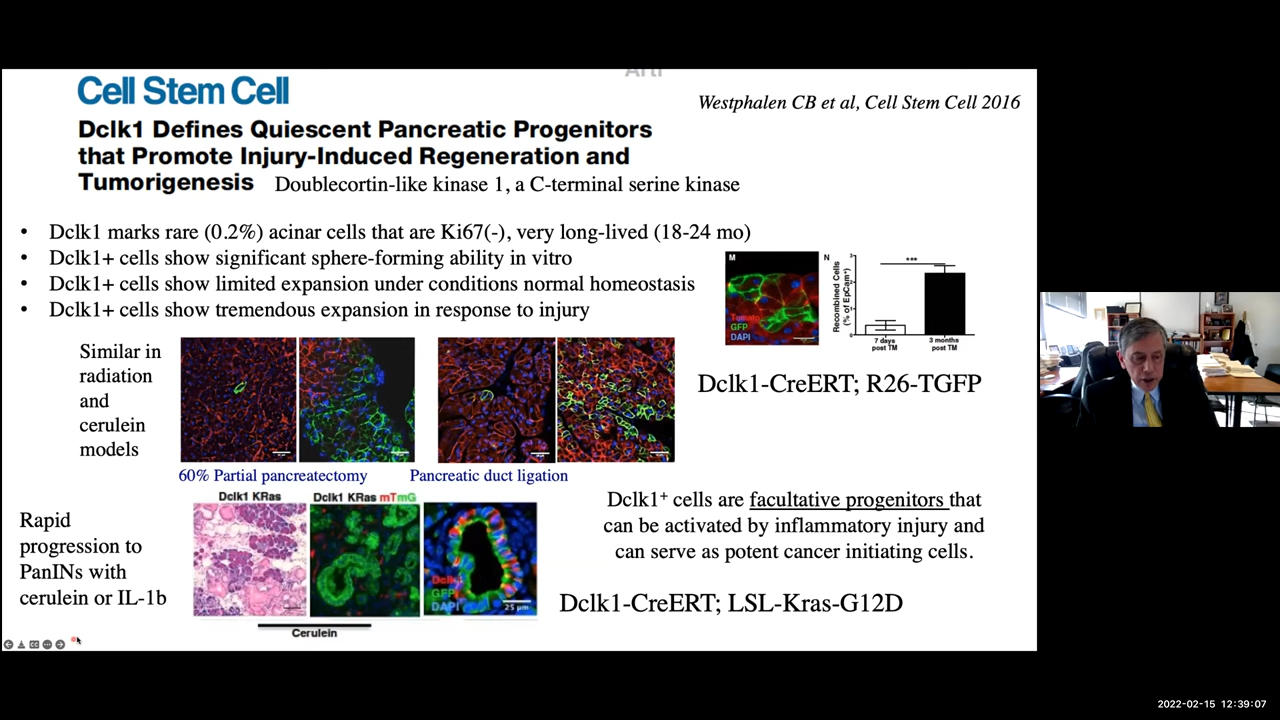 Arti
Cell Stem Cell
Westphalen CB et al, Cell Stem Cell 2016
Dclk1 Defines Quiescent Pancreatic Progenitors
that Promote Injury-Induced Regeneration and
Tumorigenesis Doublecortin-like kinase 1, a C-terminal serine kinase
• Dclk1 marks rare (0.2%) acinar cells that are Ki67(-), very long-lived (18-24 mo)
• Dclk1+ cells show significant sphere-forming ability in vitro
• Dclk1+ cells show limited expansion under conditions normal homeostasis
• Dclk1+ cells show tremendous expansion in response to injury
M
Tomato
GFP
DAPI
N
Recombined Cells
(% of EpCam+)
3
2
1
0
***
7 days
post TM
3 months
post TM
Similar in
radiation
and
cerulein
models
Dclk1-CreERT; R26-TGFP
60% Partial pancreatectomy
Pancreatic duct ligation
Rapid
progression to
PanINs with
cerulein or IL-1b
Dclk1 KRas
Dclk1 KRas mTmG
Dclk1
GFP
DAPI
25 µm
Cerulein
Dclk1+ cells are facultative progenitors that
can be activated by inflammatory injury and
can serve as potent cancer initiating cells.
Dclk1-CreERT; LSL-Kras-G12D
2022-02-15 12:39:07